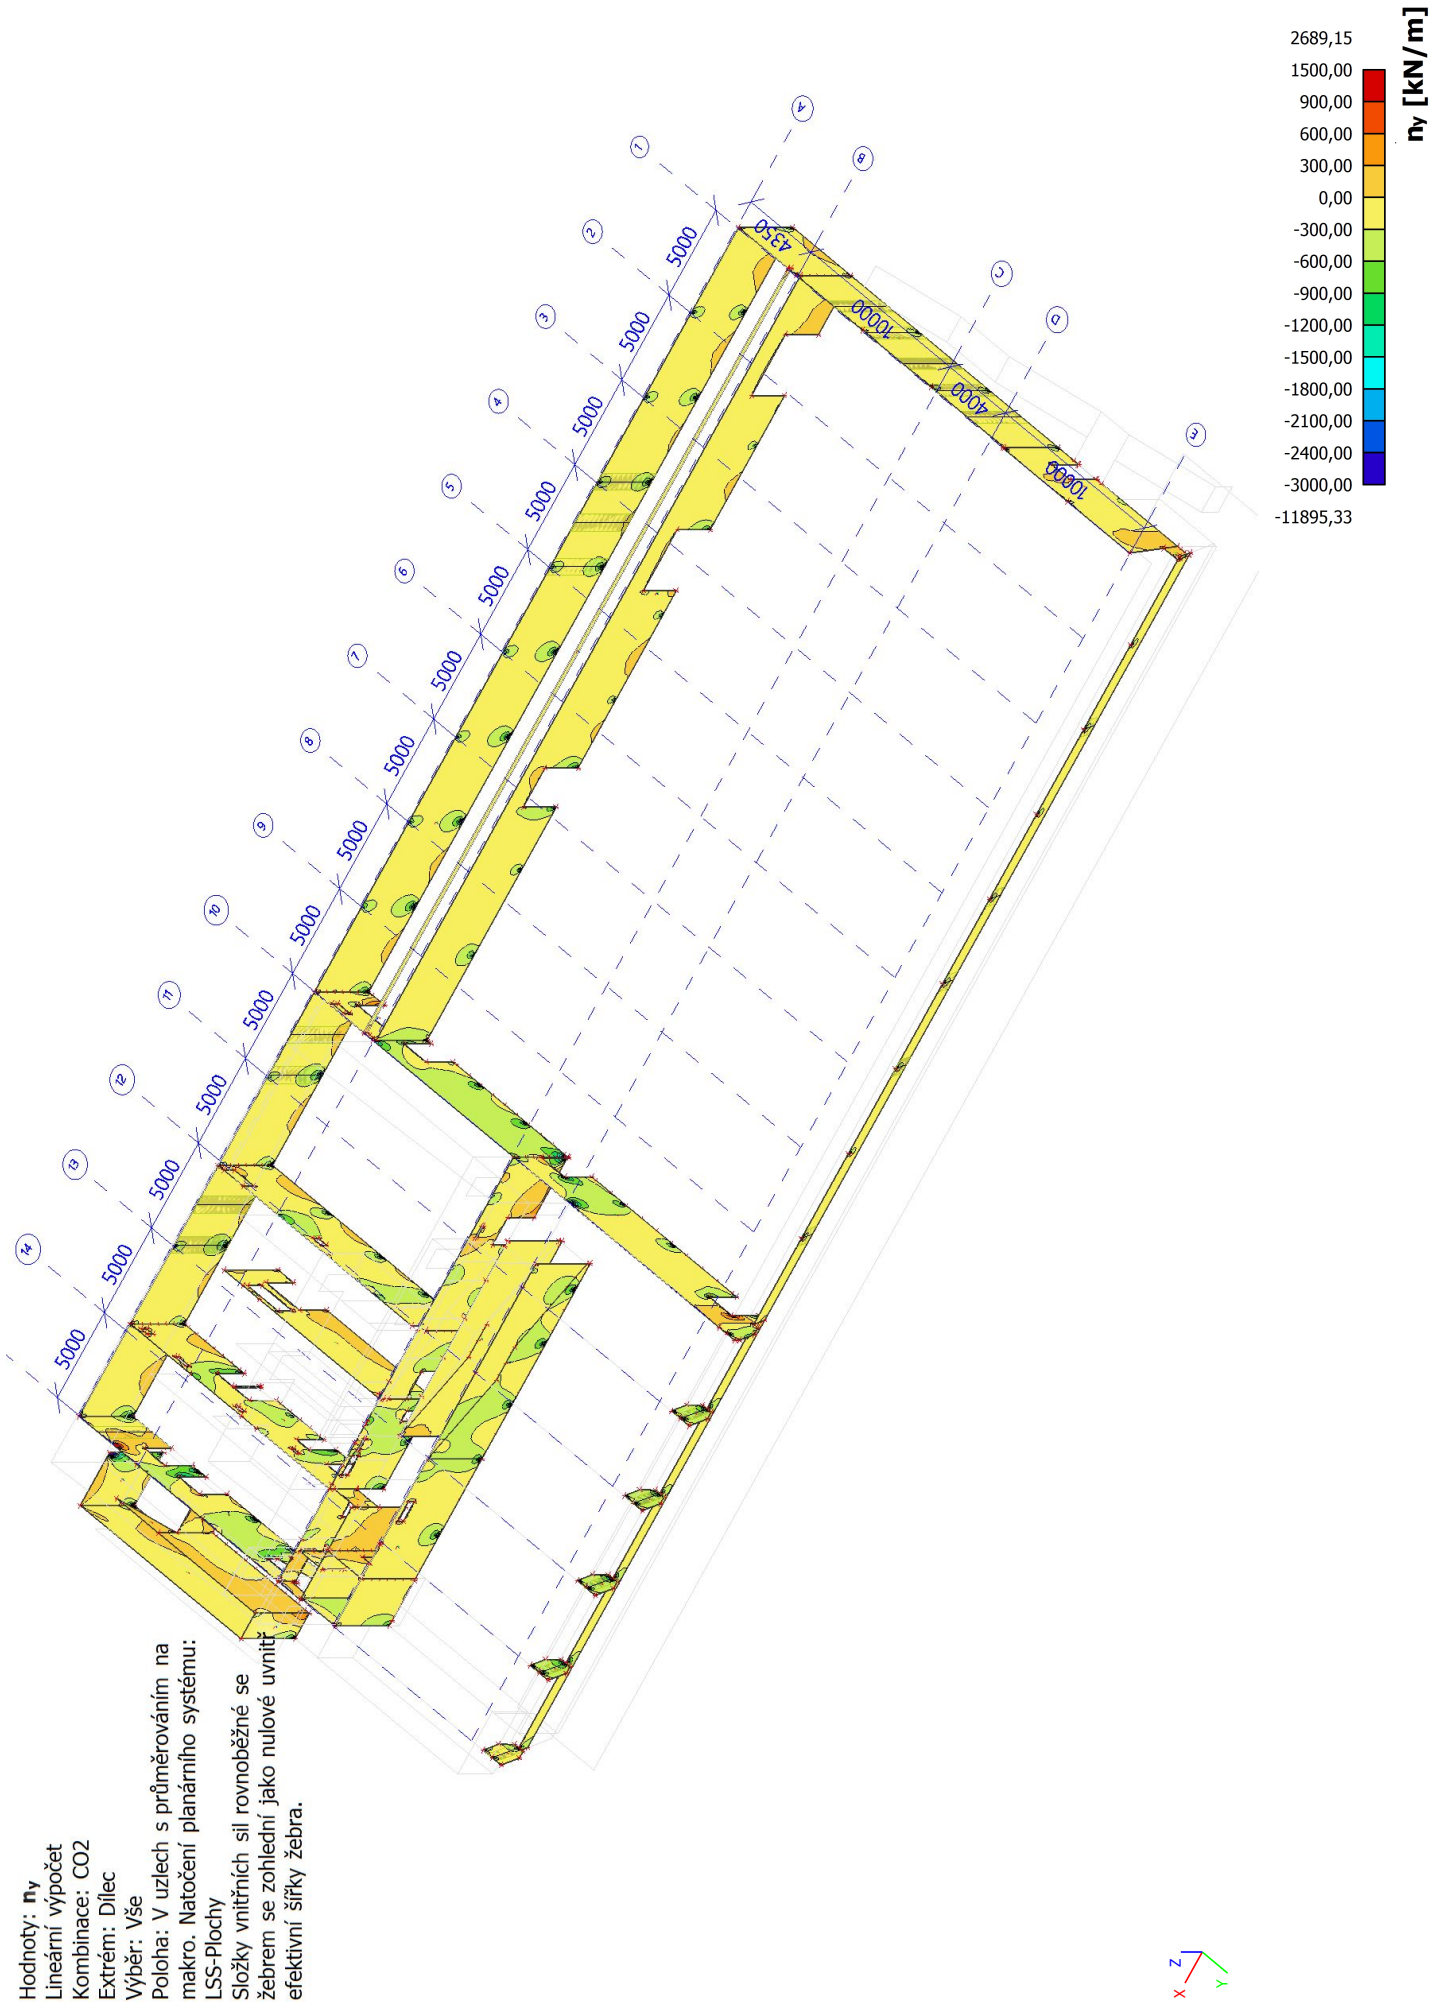 Hodnoty: ny
Lineární výpočet
Kombinace: CO2
Extrém: Dílec
Výběr: Vše
Poloha: V uzlech s průměrováním na
makro. Natočení planárního systému:
LSS-Plochy
Složky vnitřních sil rovnoběžné se
žebrem se zohlední jako nulové uvnitř
efektivní šířky žebra.
ny [kN/m]
2689,15
1500,00
900,00
600,00
300,00
0,00
-300,00
-600,00
-900,00
-1200,00
-1500,00
-1800,00
-2100,00
-2400,00
-3000,00
-11895,33
1
2
3
4
5
6
7
8
9
10
11
12
13
14
A
B
C
D
E
5000
5000
5000
5000
5000
5000
5000
5000
5000
5000
5000
5000
5000
5000
4350
10000
4000
10000
X
Y
Z